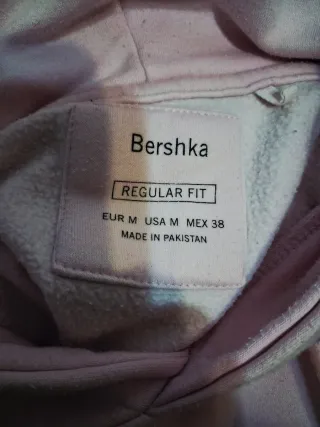 Bershka
REGULAR FIT
EUR M USA M MEX 38
MADE IN PAKISTAN